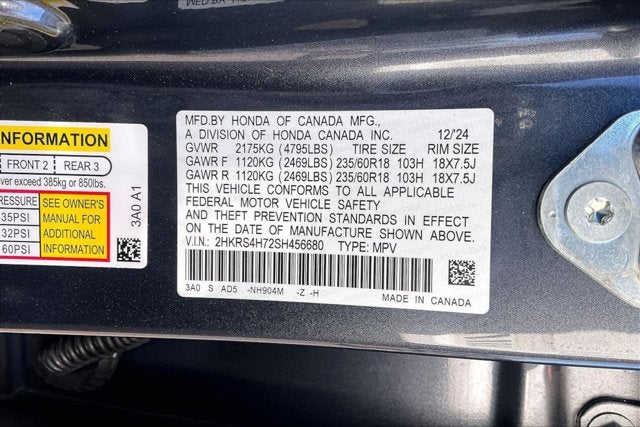 MFD.BY HONDA OF CANADA MFG.,
A DIVISION OF HONDA CANADA INC. 12/'24
GVWR 2175KG (4795LBS) TIRE SIZE RIM SIZE
GAWR F 1120KG (2469LBS) 235/60R18 103H 18X7.5J
GAWR R 1120KG (2469LBS) 235/60R18 103H 18X7.5J
THIS VEHICLE CONFORMS TO ALL APPLICABLE
FEDERAL MOTOR VEHICLE SAFETY
AND THEFT PREVENTION STANDARDS IN EFFECT
ON THE DATE OF MANUFACTURE SHOWN ABOVE.
V.I.N: 2HKRS4H72SH456680 TYPE: MPV
3A0 S AD5 -NH904M -Z -H
MADE IN CANADA
INFORMATION
FRONT 2 REAR 3
ver exceed 385kg or 850lbs.
RESSURE
35PSI
32PSI
60PSI
SEE OWNER'S
MANUAL FOR
ADDITIONAL
INFORMATION
3A0 A1